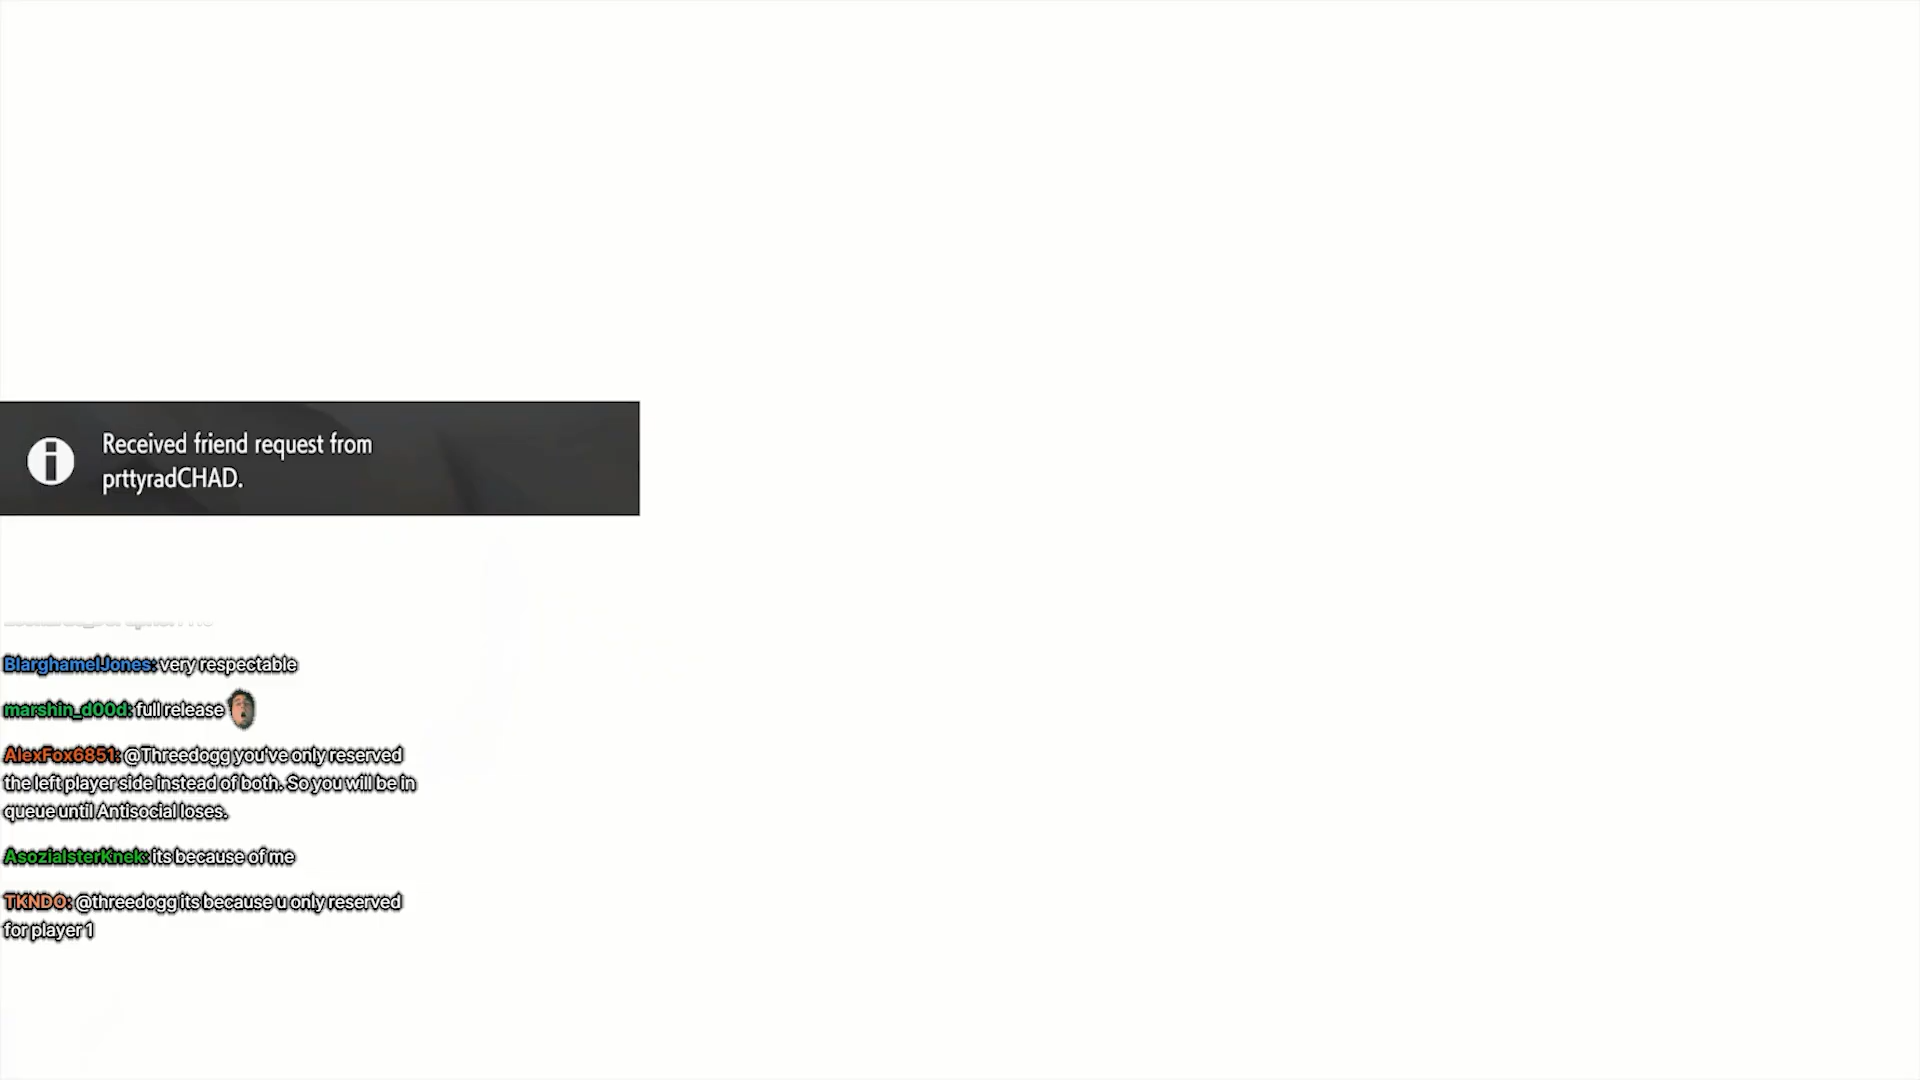 Received friend request from
prttyradCHAD.
BlarghamelJones: very respectable
marshin_d00d: full release
AlexFox6851: @Threedogg you've only reserved
the left player side instead of both. So you will be in
queue until Antisocial loses.
AsozialsterKnek: its because of me
TKNDO: @threedogg its because u only reserved
for player 1